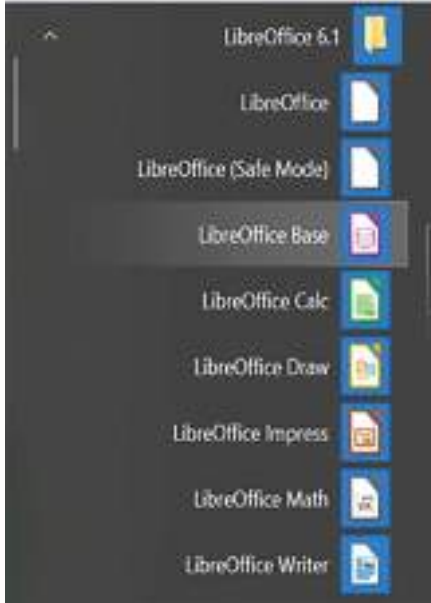 LibreOffice 6.1
LibreOffice
LibreOffice (Safe Mode)
LibreOffice Base
LibreOffice Calc
LibreOffice Draw
LibreOffice Impress
LibreOffice Math
LibreOffice Writer